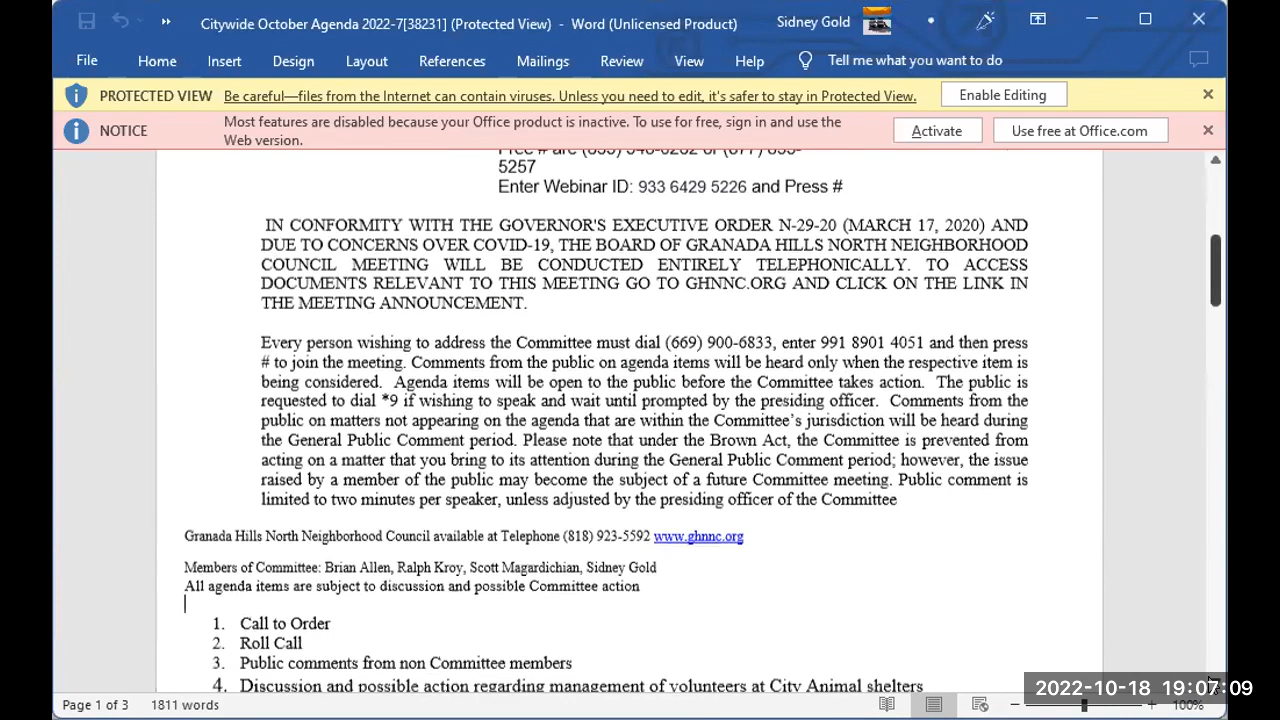 Citywide October Agenda 2022-7[38231] (Protected View) - Word (Unlicensed Product) Sidney Gold
File Home Insert Design Layout References Mailings Review View Help Tell me what you want to do
PROTECTED VIEW Be careful—files from the Internet can contain viruses. Unless you need to edit, it's safer to stay in Protected View. Enable Editing
NOTICE Most features are disabled because your Office product is inactive. To use for free, sign in and use the
Web version. Activate Use free at Office.com
5257
Enter Webinar ID: 933 6429 5226 and Press #
IN CONFORMITY WITH THE GOVERNOR'S EXECUTIVE ORDER N-29-20 (MARCH 17, 2020) AND
DUE TO CONCERNS OVER COVID-19, THE BOARD OF GRANADA HILLS NORTH NEIGHBORHOOD
COUNCIL MEETING WILL BE CONDUCTED ENTIRELY TELEPHONICALLY. TO ACCESS
DOCUMENTS RELEVANT TO THIS MEETING GO TO GHNNC.ORG AND CLICK ON THE LINK IN
THE MEETING ANNOUNCEMENT.
Every person wishing to address the Committee must dial (669) 900-6833, enter 991 8901 4051 and then press
# to join the meeting. Comments from the public on agenda items will be heard only when the respective item is
being considered. Agenda items will be open to the public before the Committee takes action. The public is
requested to dial *9 if wishing to speak and wait until prompted by the presiding officer. Comments from the
public on matters not appearing on the agenda that are within the Committee's jurisdiction will be heard during
the General Public Comment period. Please note that under the Brown Act, the Committee is prevented from
acting on a matter that you bring to its attention during the General Public Comment period; however, the issue
raised by a member of the public may become the subject of a future Committee meeting. Public comment is
limited to two minutes per speaker, unless adjusted by the presiding officer of the Committee
Granada Hills North Neighborhood Council available at Telephone (818) 923-5592 www.ghnnc.org
Members of Committee: Brian Allen, Ralph Kroy, Scott Magardichian, Sidney Gold
All agenda items are subject to discussion and possible Committee action
1. Call to Order
2. Roll Call
3. Public comments from non Committee members
4. Discussion and possible action regarding management of volunteers at City Animal shelters
2022-10-18 19:07:09
Page 1 of 3 1811 words 100%